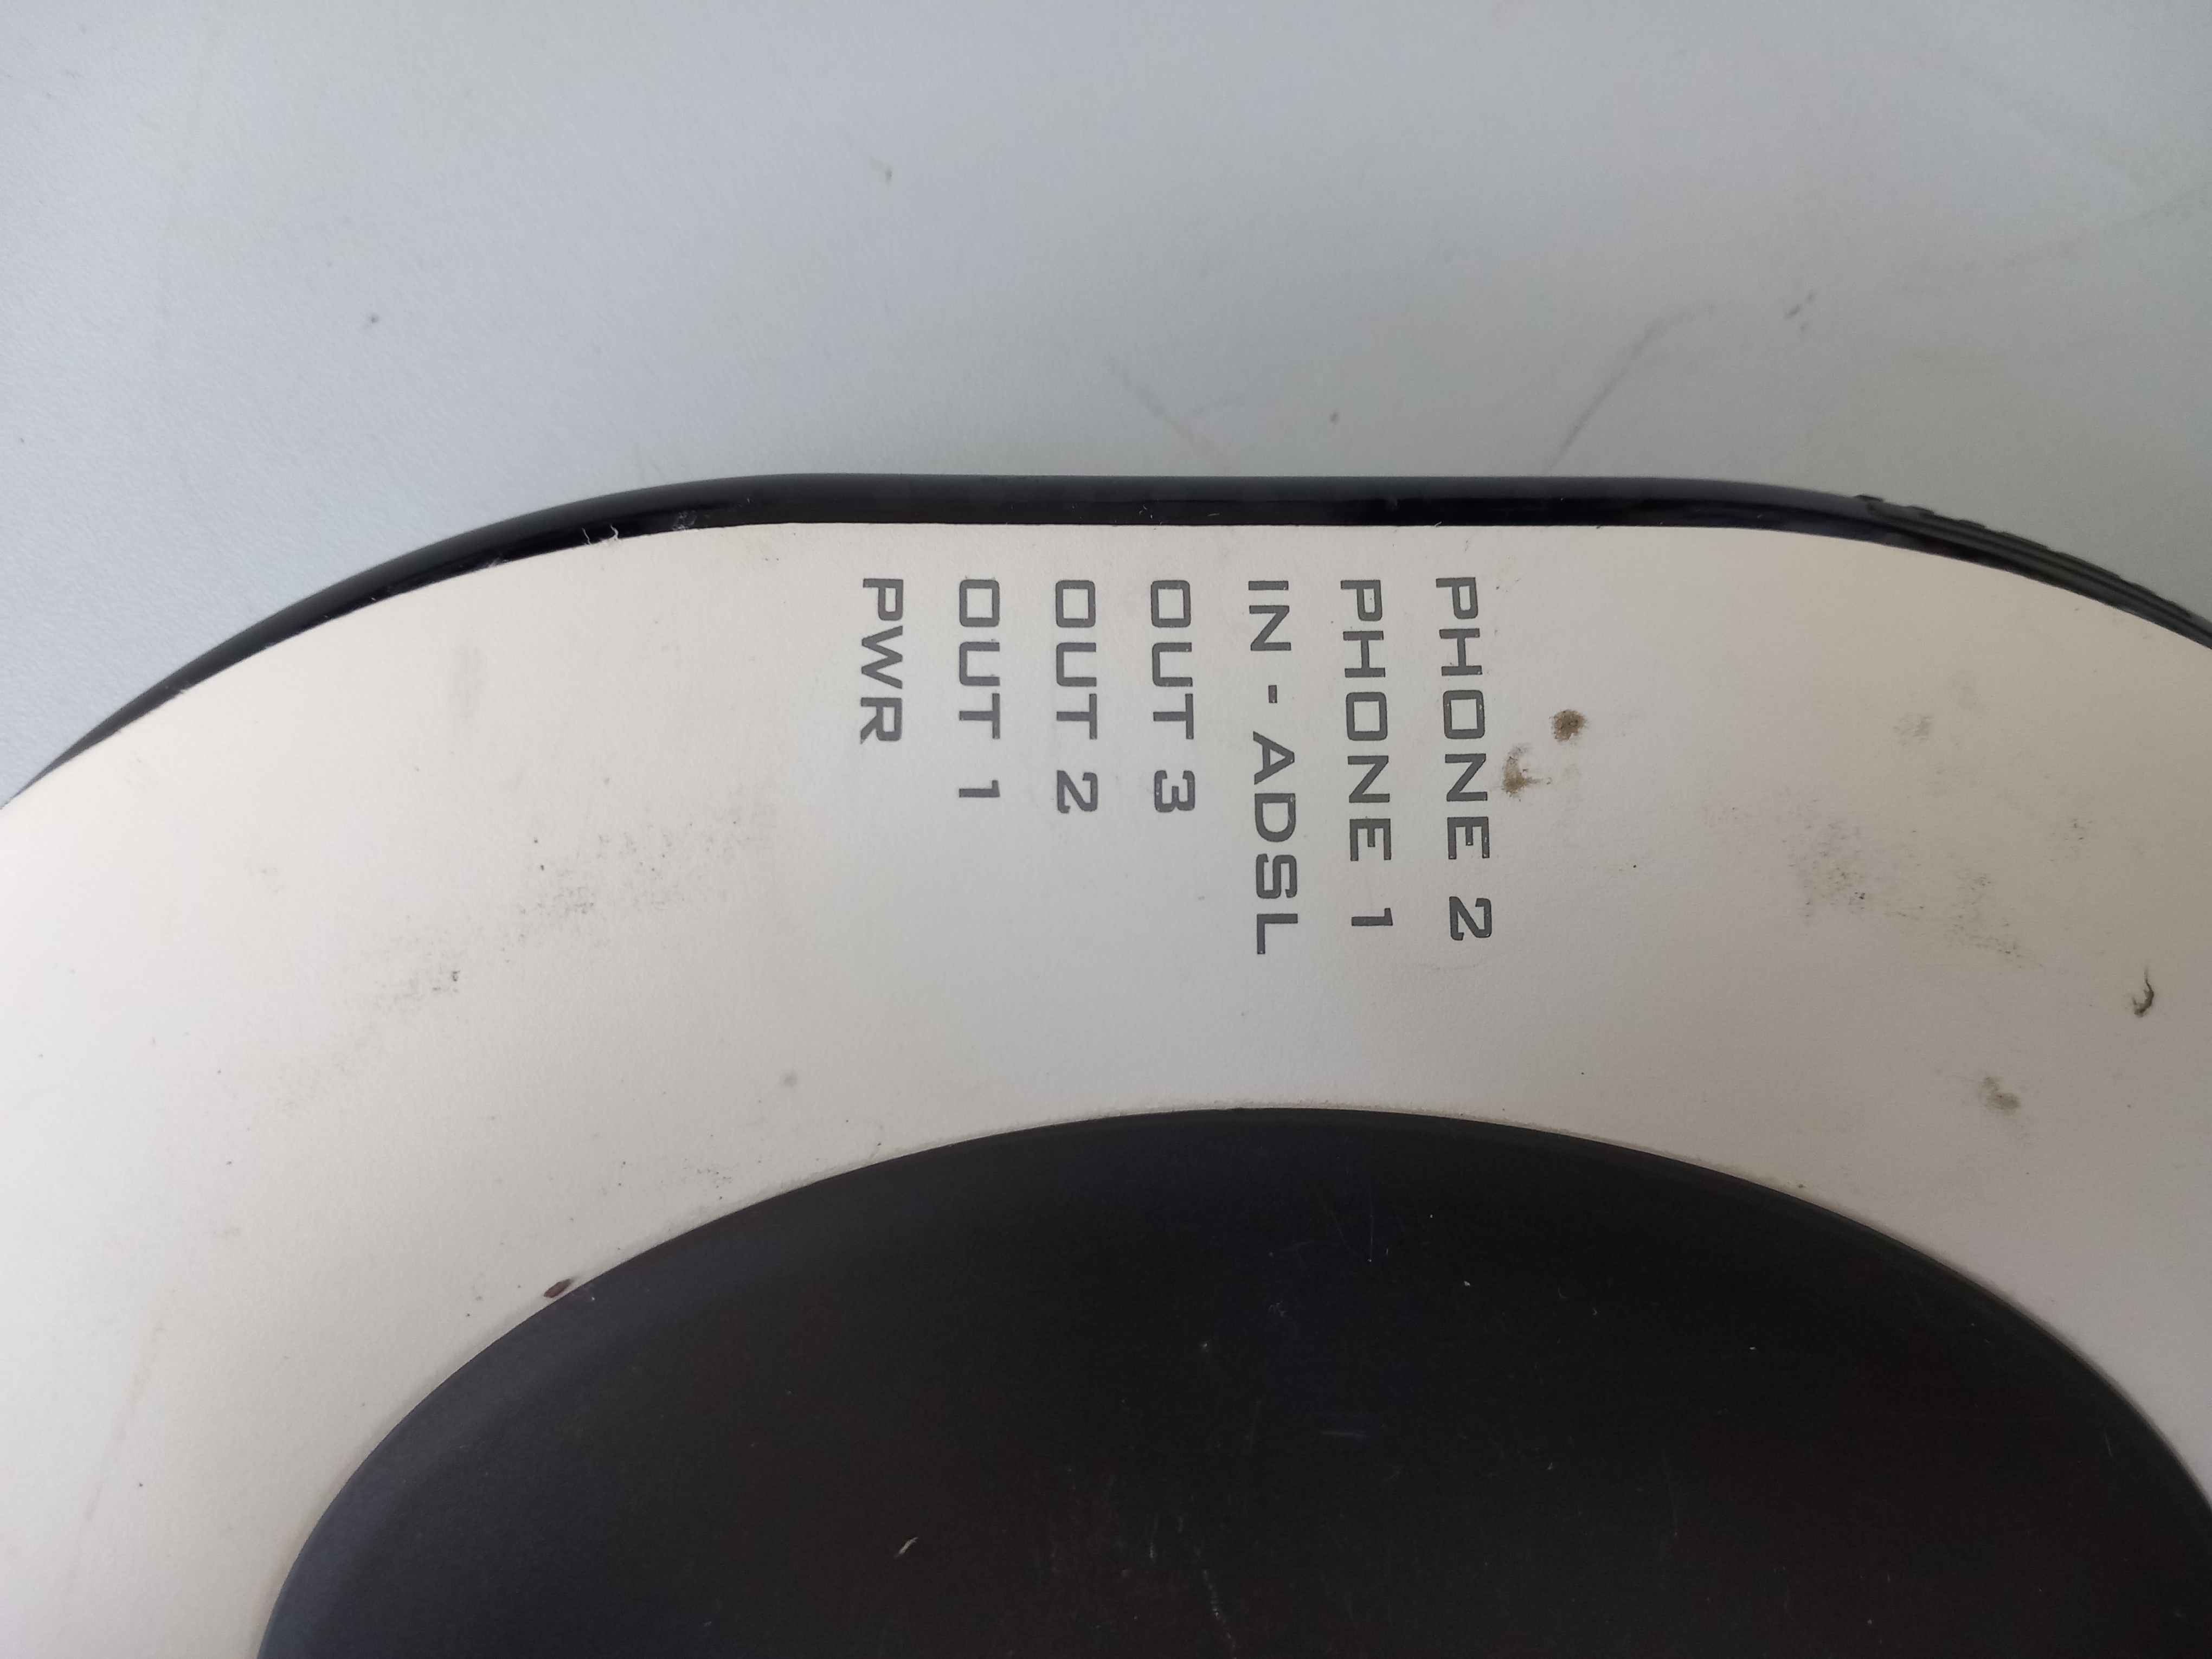 PHONE 2
PHONE 1
IN - ADSL
OUT 3
OUT 2
OUT 1
PWR